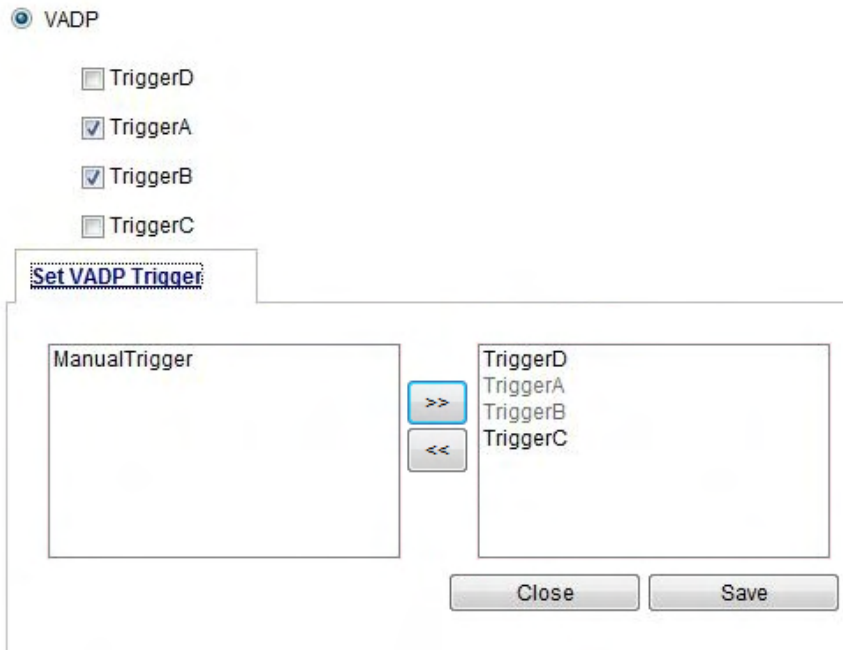 VADP
TriggerD
TriggerA
TriggerB
TriggerC
Set VADP Trigger
ManualTrigger
>>
<<
TriggerD
TriggerA
TriggerB
TriggerC
Close
Save